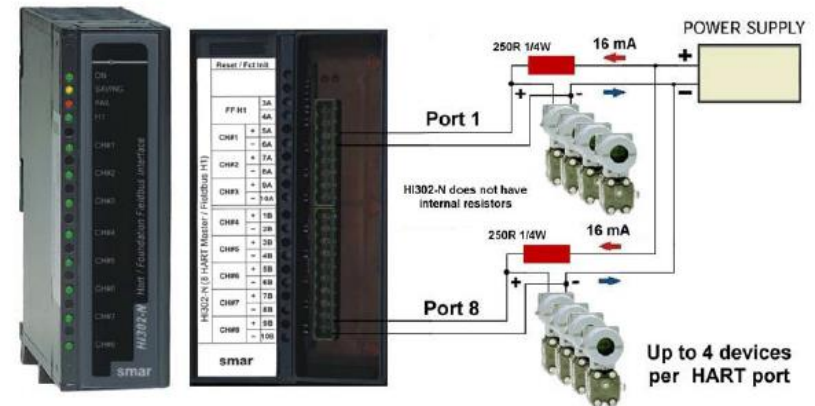 ON
SAVING
FAIL
H1
CH#1
CH#2
CH#3
CH#4
CH#5
CH#6
CH#7
CH#8
HI302-N Hart / Foundation Fieldbus Interface
smar
Reset / Fct Init
FF-H1
3A
4A
CH#1 + 5A
- 6A
CH#2 + 7A
- 8A
CH#3 + 9A
- 10A
CH#4 + 1B
- 2B
CH#5 + 3B
- 4B
CH#6 + 5B
- 6B
CH#7 + 7B
- 8B
CH#8 + 9B
- 10B
HI302-N (8 HART Master / Fieldbus H1)
smar
POWER SUPPLY
+
-
250R 1/4W
16 mA
+
-
Port 1
HI302-N does not have
internal resistors
250R 1/4W
16 mA
+
-
Port 8
Up to 4 devices
per HART port